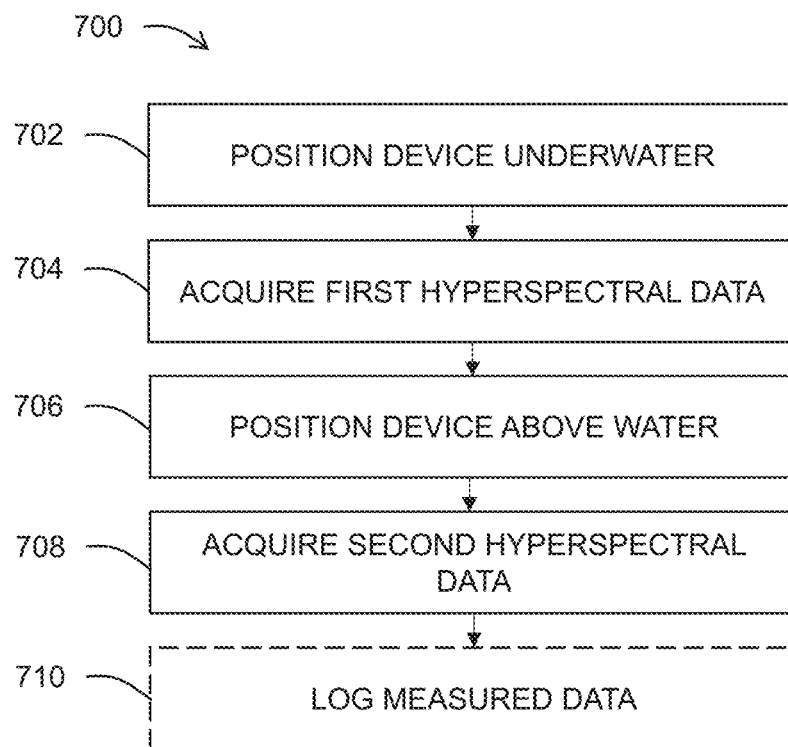 700
702
POSITION DEVICE UNDERWATER
704
ACQUIRE FIRST HYPERSPECTRAL DATA
706
POSITION DEVICE ABOVE WATER
708
ACQUIRE SECOND HYPERSPECTRAL
DATA
710
LOG MEASURED DATA